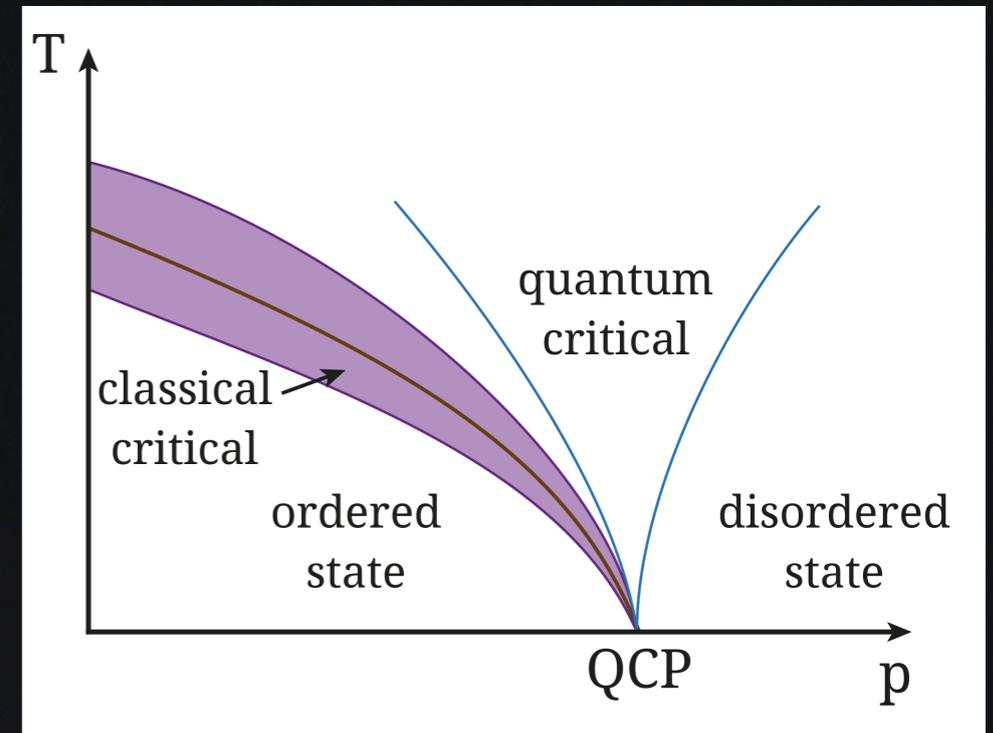 T
quantum
critical
classical
critical
ordered
state
disordered
state
QCP
p